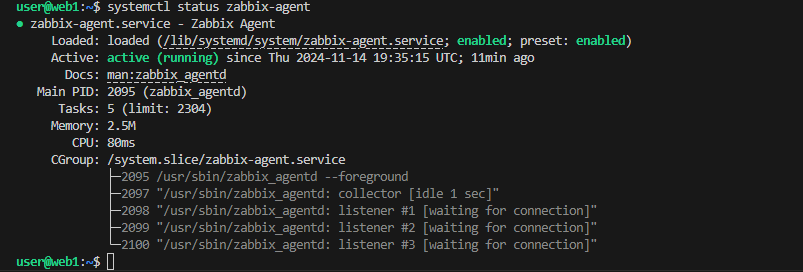 user@web1:~$ systemctl status zabbix-agent
● zabbix-agent.service - Zabbix Agent
Loaded: loaded (/lib/systemd/system/zabbix-agent.service; enabled; preset: enabled)
Active: active (running) since Thu 2024-11-14 19:35:15 UTC; 11min ago
Docs: man:zabbix_agentd
Main PID: 2095 (zabbix_agentd)
Tasks: 5 (limit: 2304)
Memory: 2.5M
CPU: 80ms
CGroup: /system.slice/zabbix-agent.service
├─2095 /usr/sbin/zabbix_agentd --foreground
├─2097 "/usr/sbin/zabbix_agentd: collector [idle 1 sec]"
├─2098 "/usr/sbin/zabbix_agentd: listener #1 [waiting for connection]"
├─2099 "/usr/sbin/zabbix_agentd: listener #2 [waiting for connection]"
└─2100 "/usr/sbin/zabbix_agentd: listener #3 [waiting for connection]"
user@web1:~$